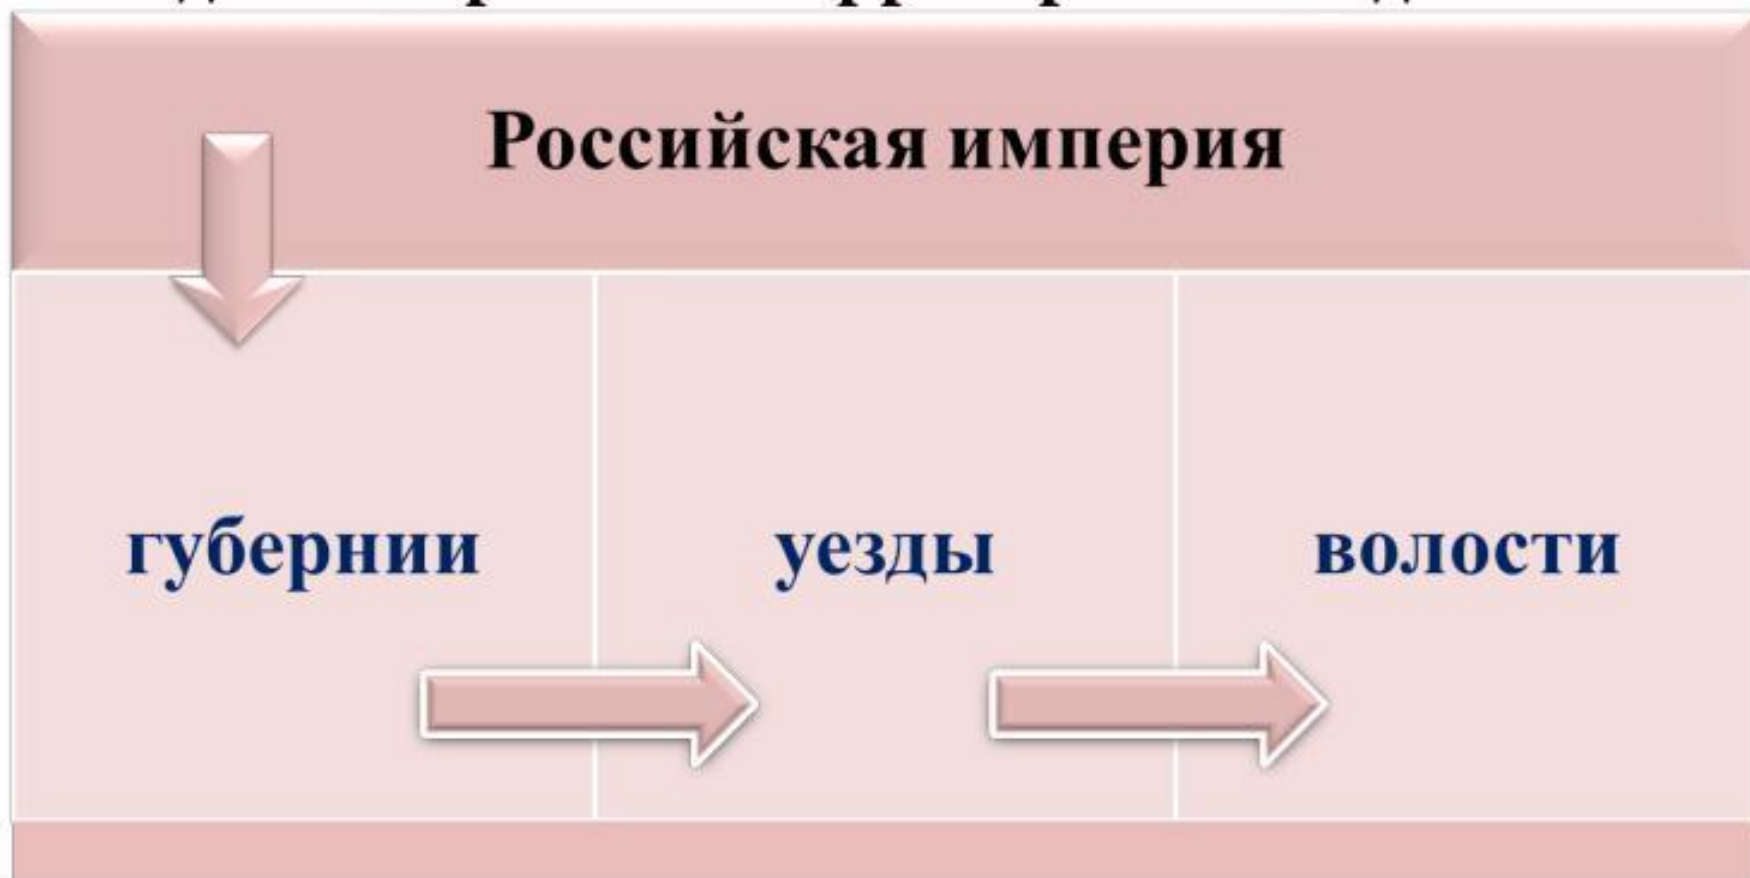 Российская империя
губернии
уезды
волости